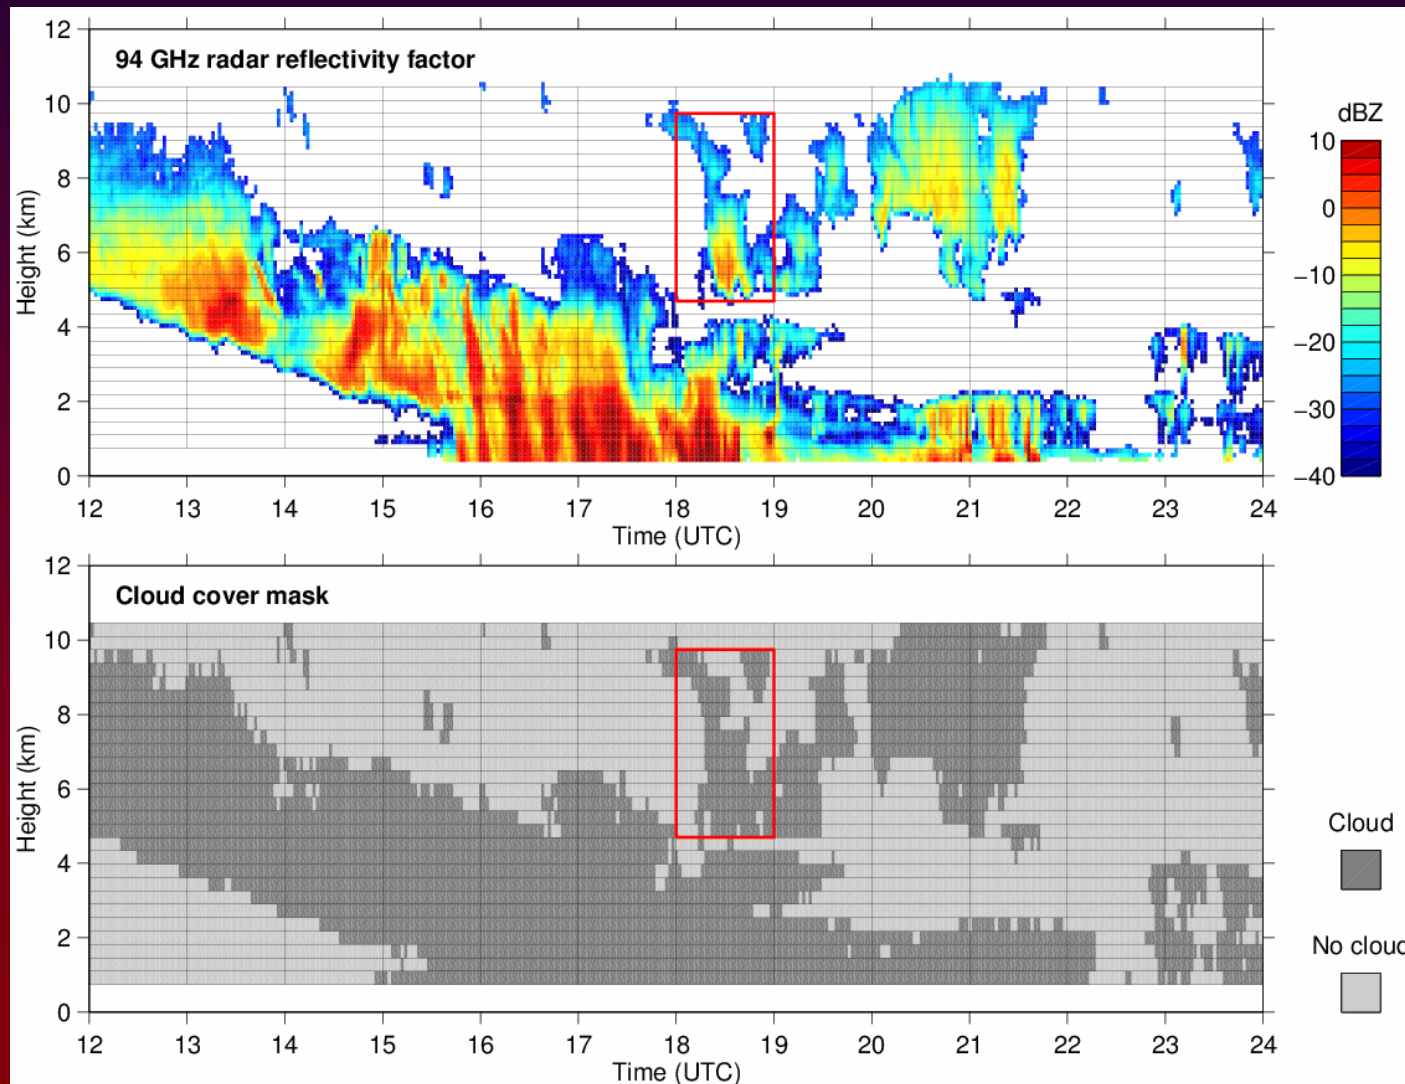 94 GHz radar reflectivity factor
12
10
8
6
4
2
0
Height (km)
12 13 14 15 16 17 18 19 20 21 22 23 24
Time (UTC)
dBZ
10
0
−10
−20
−30
−40
Cloud cover mask
12
10
8
6
4
2
0
Height (km)
12 13 14 15 16 17 18 19 20 21 22 23 24
Time (UTC)
Cloud
No cloud